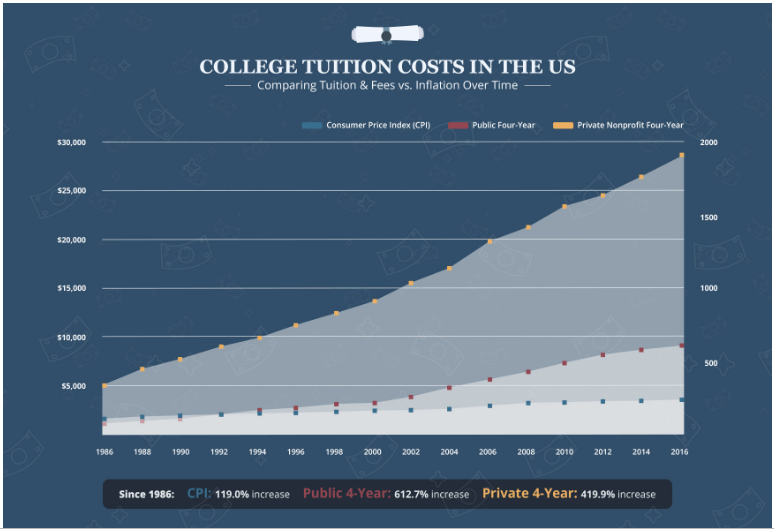 COLLEGE TUITION COSTS IN THE US
Comparing Tuition & Fees vs. Inflation Over Time
Consumer Price Index (CPI) Public Four-Year Private Nonprofit Four-Year
$30,000 2000
$25,000
1500
$20,000
$15,000 1000
$10,000
500
$5,000
1986 1988 1990 1992 1994 1996 1998 2000 2002 2004 2006 2008 2010 2012 2014 2016
Since 1986: CPI: 119.0% increase Public 4-Year: 612.7% increase Private 4-Year: 419.9% increase